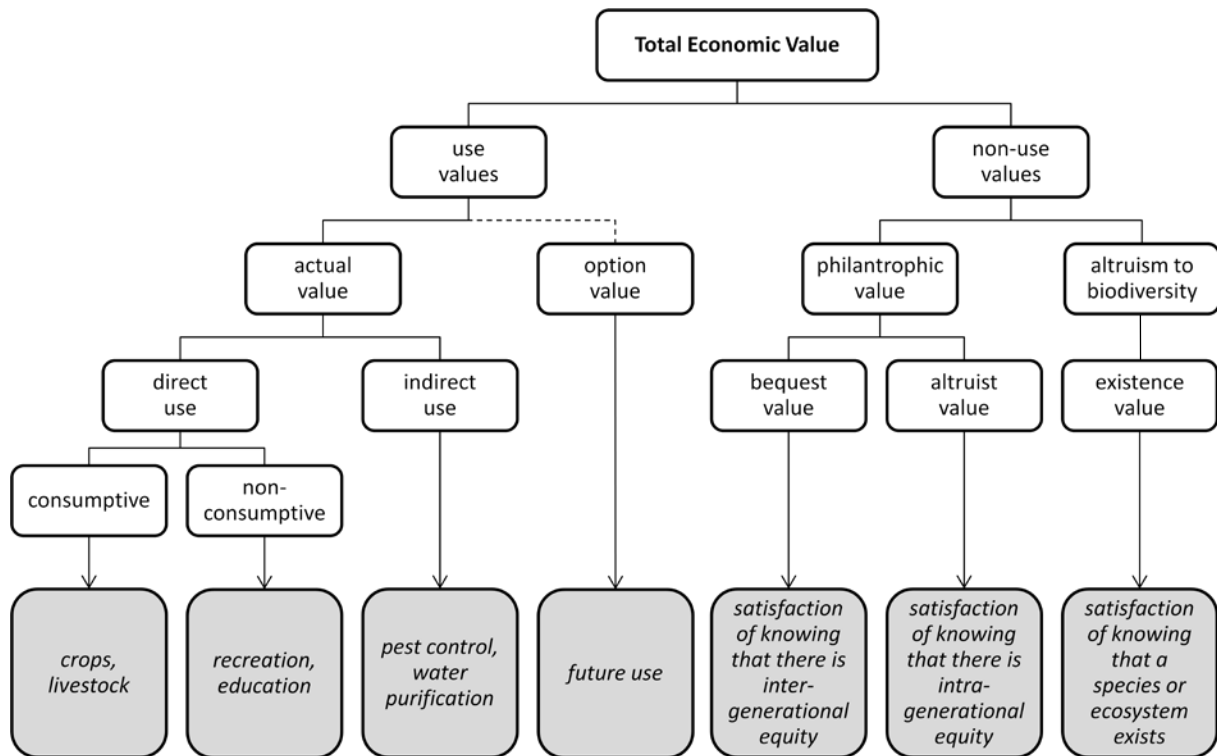 Total Economic Value
use
values
non-use
values
actual
value
option
value
philantrophic
value
altruism to
biodiversity
direct
use
indirect
use
bequest
value
altruist
value
existence
value
consumptive
non-
consumptive
crops,
livestock
recreation,
education
pest control,
water
purification
future use
satisfaction
of knowing
that there is
inter-
generational
equity
satisfaction
of knowing
that there is
intra-
generational
equity
satisfaction
of knowing
that a
species or
ecosystem
exists